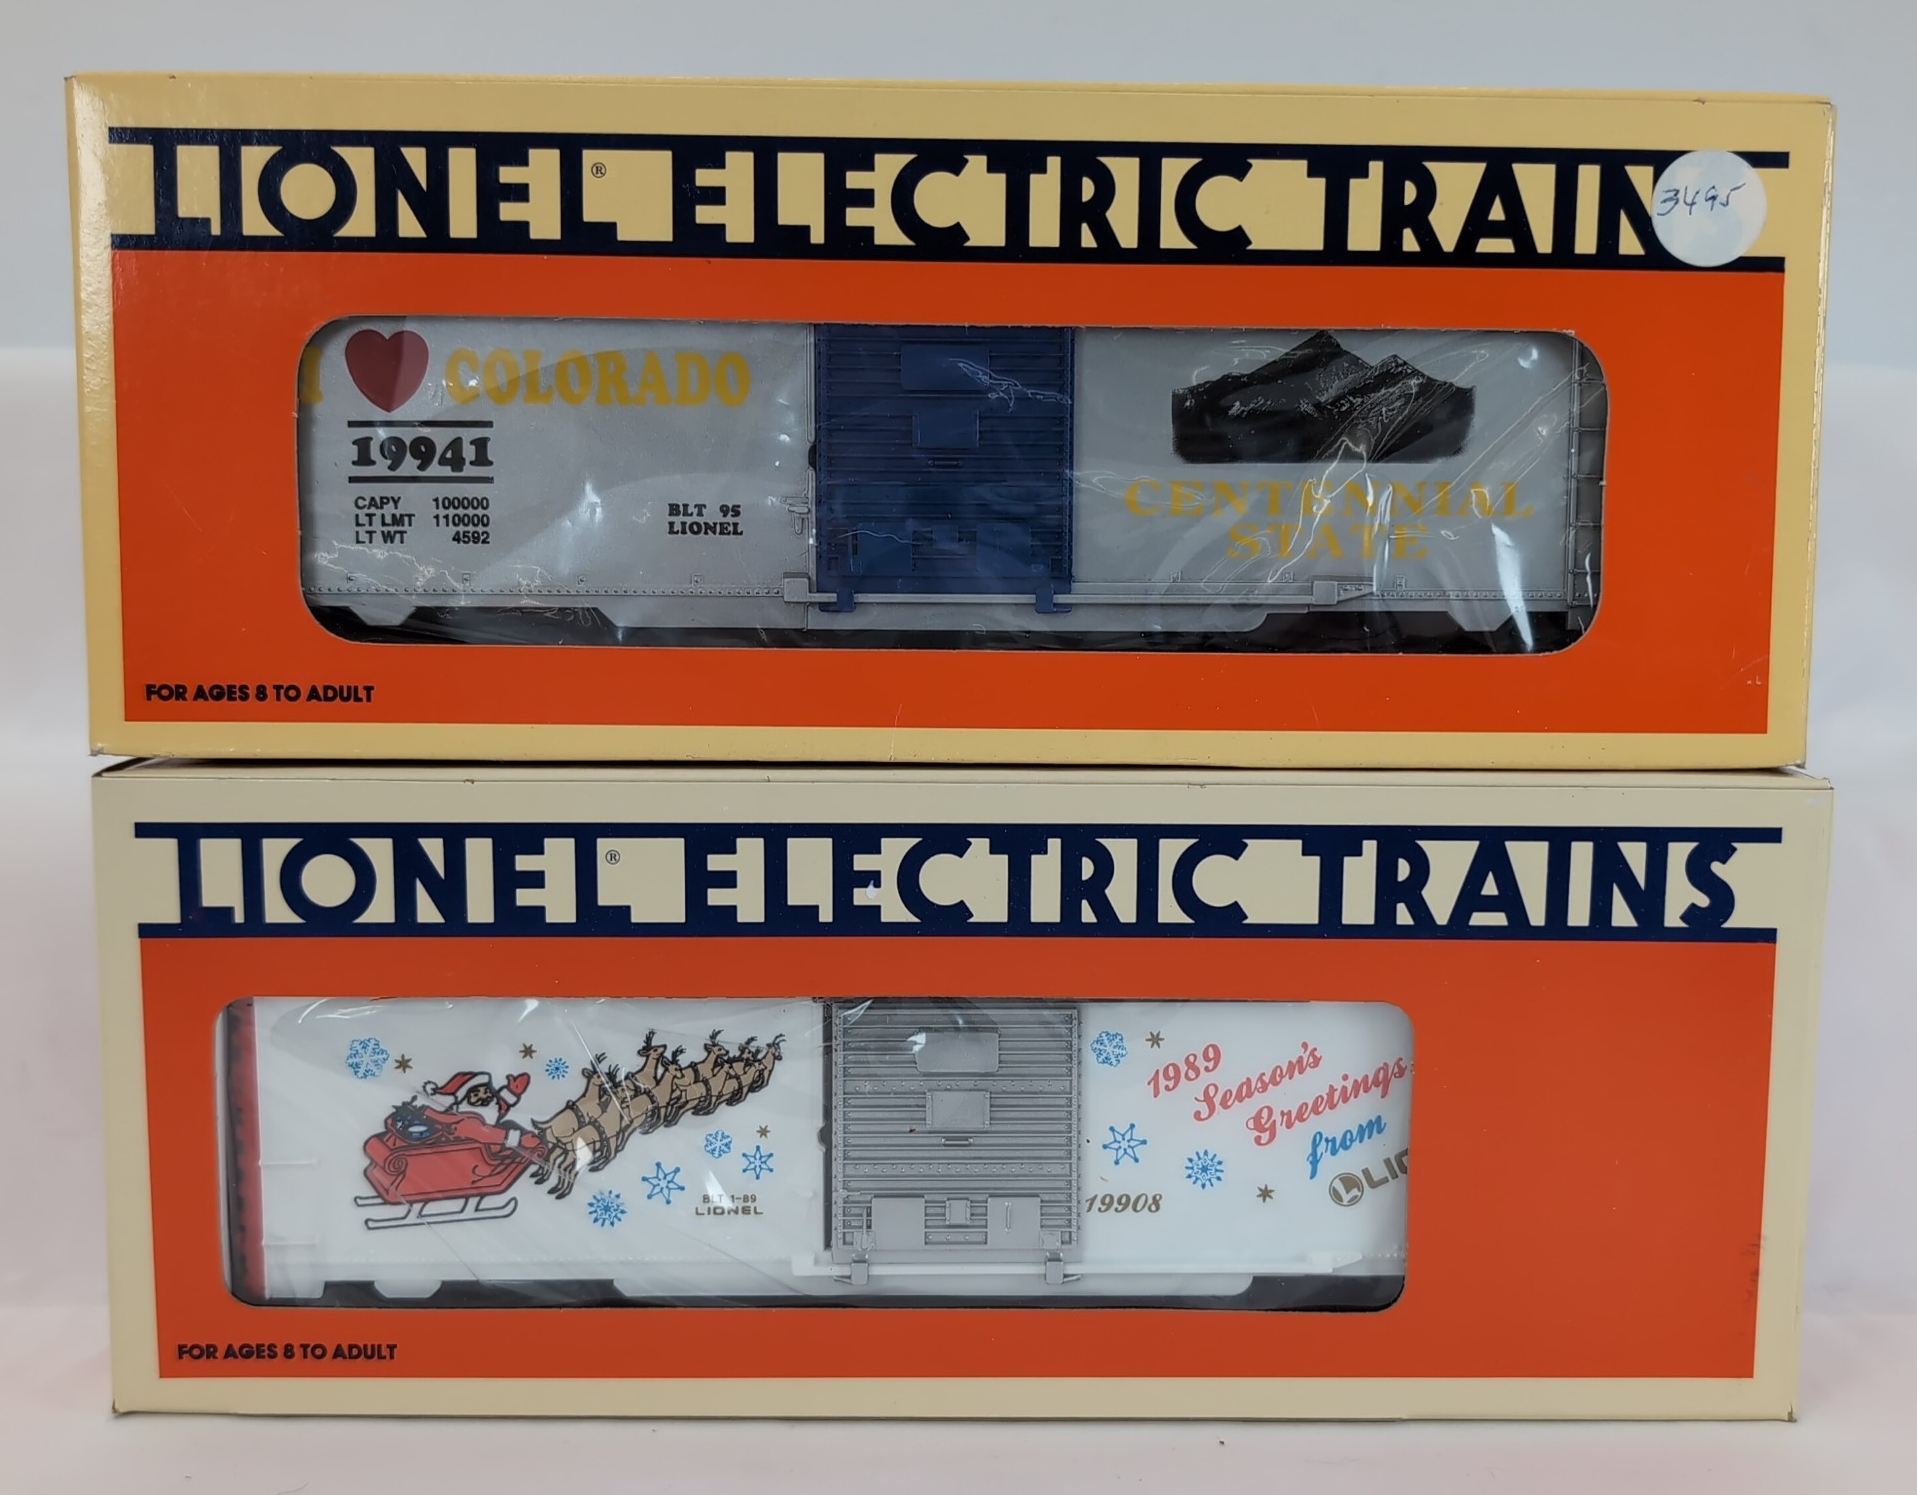 LIONEL® ELECTRIC TRAIN
3495
I ❤ COLORADO
19941
CAPY 100000
LT LMT 110000
LT WT 4592
BLT 95
LIONEL
CENTENNIAL
STATE
FOR AGES 8 TO ADULT
LIONEL® ELECTRIC TRAINS
BLT 1-89
LIONEL
1989
Season's
Greetings
from
LIO
19908
FOR AGES 8 TO ADULT